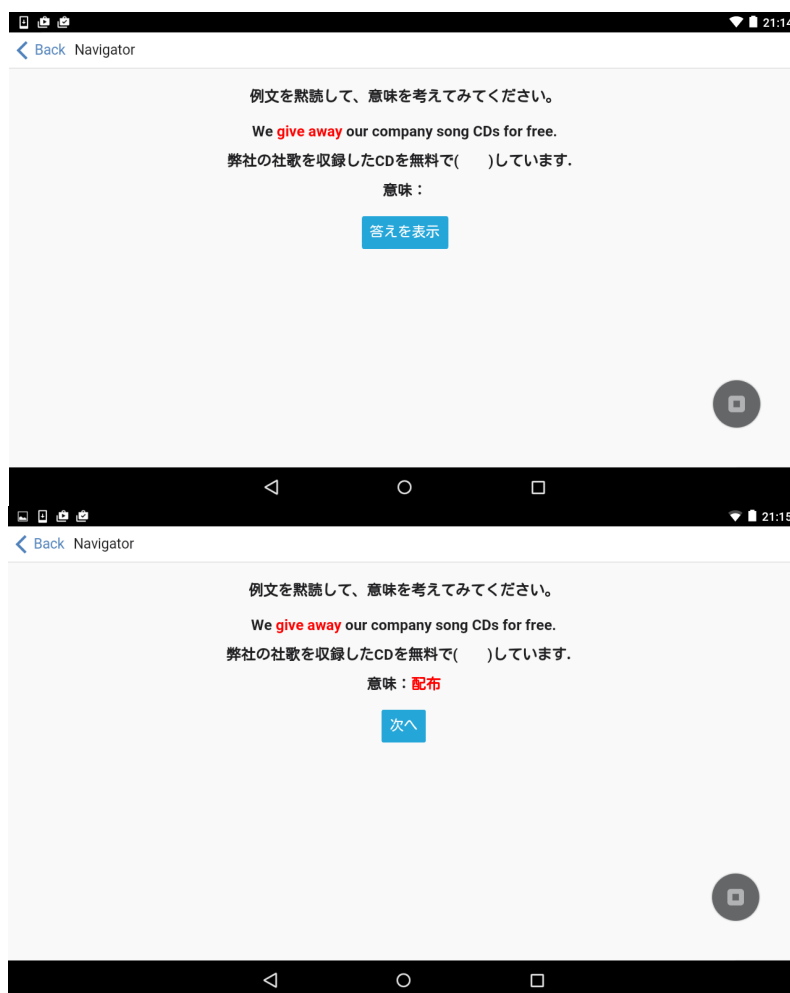 21:14
Back Navigator
例文を黙読して、意味を考えてみてください。
We give away our company song CDs for free.
弊社の社歌を収録したCDを無料で(　　)しています.
意味：
答えを表示
21:15
Back Navigator
例文を黙読して、意味を考えてみてください。
We give away our company song CDs for free.
弊社の社歌を収録したCDを無料で(　　)しています.
意味：配布
次へ